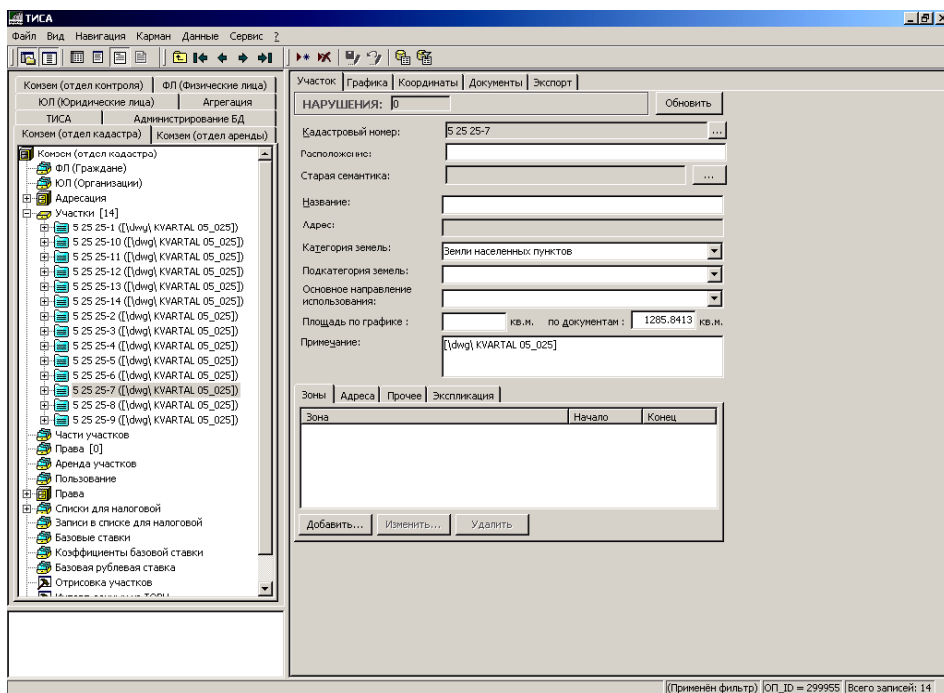 ТИСА
Файл Вид Навигация Карман Данные Сервис ?
Комзем (отдел контроля) ФЛ (Физические лица)
ЮЛ (Юридические лица) Агрегация
ТИСА Администрирование БД
Комзем (отдел кадастра) Комзем (отдел аренды)
Комзем (отдел кадастра)
ФЛ (Граждане)
ЮЛ (Организации)
Адресация
Участки [14]
5 25 25-1 ([\dwg\ KVARTAL 05_025])
5 25 25-10 ([\dwg\ KVARTAL 05_025])
5 25 25-11 ([\dwg\ KVARTAL 05_025])
5 25 25-12 ([\dwg\ KVARTAL 05_025])
5 25 25-13 ([\dwg\ KVARTAL 05_025])
5 25 25-14 ([\dwg\ KVARTAL 05_025])
5 25 25-2 ([\dwg\ KVARTAL 05_025])
5 25 25-3 ([\dwg\ KVARTAL 05_025])
5 25 25-4 ([\dwg\ KVARTAL 05_025])
5 25 25-5 ([\dwg\ KVARTAL 05_025])
5 25 25-6 ([\dwg\ KVARTAL 05_025])
5 25 25-7 ([\dwg\ KVARTAL 05_025])
5 25 25-8 ([\dwg\ KVARTAL 05_025])
5 25 25-9 ([\dwg\ KVARTAL 05_025])
Части участков
Права [0]
Аренда участков
Пользование
Права
Списки для налоговой
Записи в списке для налоговой
Базовые ставки
Коэффициенты базовой ставки
Базовая рублевая ставка
Отрисовка участков
Участок Графика Координаты Документы Экспорт
НАРУШЕНИЯ: 0 Обновить
Кадастровый номер: 5 25 25-7 ...
Расположение:
Старая семантика: ...
Название:
Адрес:
Категория земель: Земли населенных пунктов
Подкатегория земель:
Основное направление
использования:
Площадь по графике : кв.м. по документам : 1285.8413 кв.м.
Примечание: [\dwg\ KVARTAL 05_025]
Зоны Адреса Прочее Экспликация
Зона Начало Конец
Добавить... Изменить... Удалить
(Применён фильтр) ОП_ID = 299955 Всего записей: 14